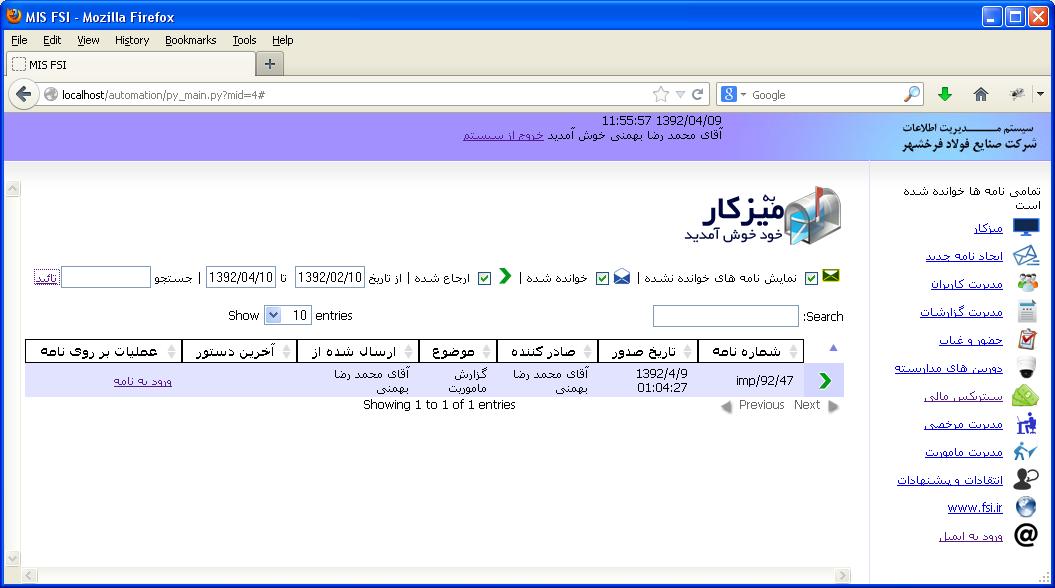 MIS FSI - Mozilla Firefox
File Edit View History Bookmarks Tools Help
MIS FSI
localhost/automation/py_main.py?mid=4#
Google
11:55:57 1392/04/09
آقای محمد رضا بهمنی خوش آمدید خروج از سیستم
سیستم مدیریت اطلاعات
شرکت صنایع فولاد فرخشهر
تمامی نامه ها خوانده شده
است
میزکار
ایجاد نامه جدید
مدیریت کاربران
مدیریت گزارشات
حضور و غیاب
دوربین های مداربسته
سیتریکس مالی
مدیریت مرخصی
مدیریت ماموریت
انتقادات و پیشنهادات
www.fsi.ir
ورود به ایمیل
به میزکار
خود خوش آمدید
نمایش نامه های خوانده نشده | خوانده شده | ارجاع شده | از تاریخ 1392/02/10 تا 1392/04/10 | جستجو تائید
Show 10 entries
Search:
شماره نامه تاریخ صدور صادر کننده موضوع ارسال شده از آخرین دستور عملیات بر روی نامه
imp/92/47 1392/4/9 آقای محمد رضا گزارش آقای محمد رضا ورود به نامه
01:04:27 بهمنی ماموریت بهمنی
Showing 1 to 1 of 1 entries
Previous Next